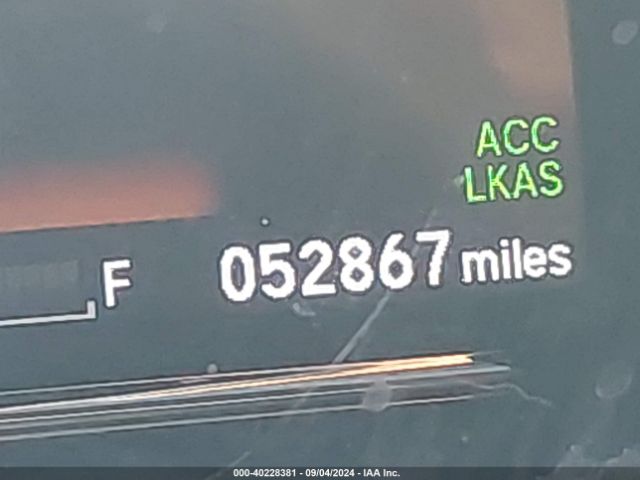 ACC
LKAS
F 052867 miles
000-40228381 - 09/04/2024 - IAA Inc.